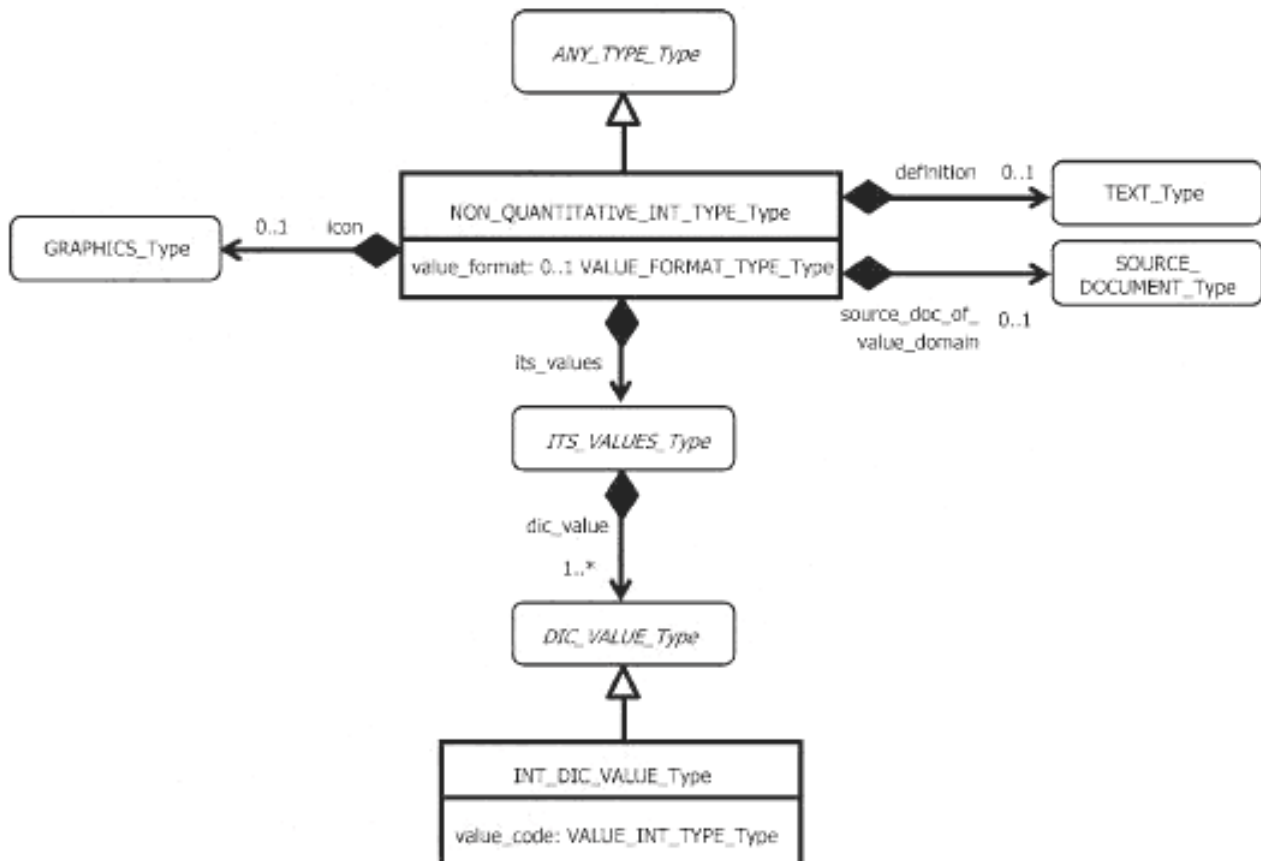 ANY_TYPE_Type
definition 0..1
TEXT_Type
NON_QUANTITATIVE_INT_TYPE_Type
0..1 icon
GRAPHICS_Type
value_format: 0..1 VALUE_FORMAT_TYPE_Type
SOURCE_
DOCUMENT_Type
source_doc_of_ 0..1
value_domain
its_values
ITS_VALUES_Type
dic_value
1..*
DIC_VALUE_Type
INT_DIC_VALUE_Type
value_code: VALUE_INT_TYPE_Type